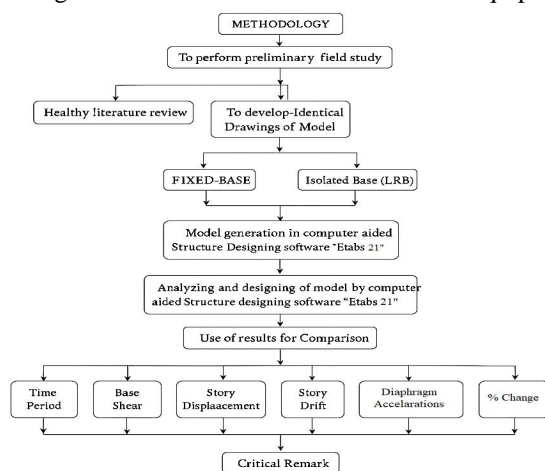 METHODOLOGY
To perform preliminary field study
Healthy literature review
To develop-Identical
Drawings of Model
FIXED-BASE
Isolated Base (LRB)
Model generation in computer aided
Structure Designing software "Etabs 21"
Analyzing and designing of model by computer
aided Structure designing software "Etabs 21"
Use of results for Comparison
Time
Period
Base
Shear
Story
Displaacement
Story
Drift
Diaphragm
Accelarations
% Change
Critical Remark